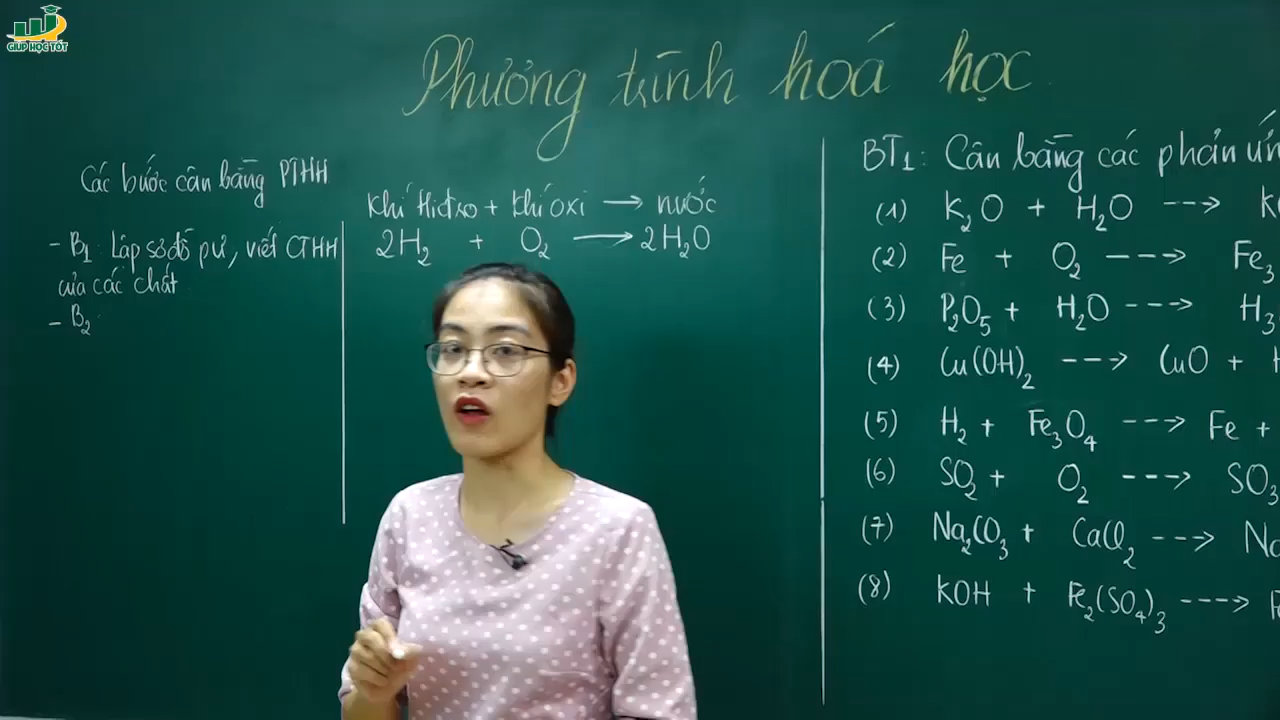 GIUP HỌC TỐT
Phương trình hoá học
Các bước cân bằng PTHH
- B1: Lập sơ đồ pư, viết CTHH
của các chất
- B2:
khí Hiđro + khí oxi → nước
2H₂ + O₂ → 2H₂O
BT1: Cân bằng các phản ứn
(1) K₂O + H₂O ---> K
(2) Fe + O₂ ---> Fe₃
(3) P₂O₅ + H₂O ---> H₃
(4) Cu(OH)₂ ---> CuO + H
(5) H₂ + Fe₃O₄ ---> Fe +
(6) SO₂ + O₂ ---> SO₃
(7) Na₂CO₃ + CaCl₂ ---> Na
(8) KOH + Fe₂(SO₄)₃ ---->